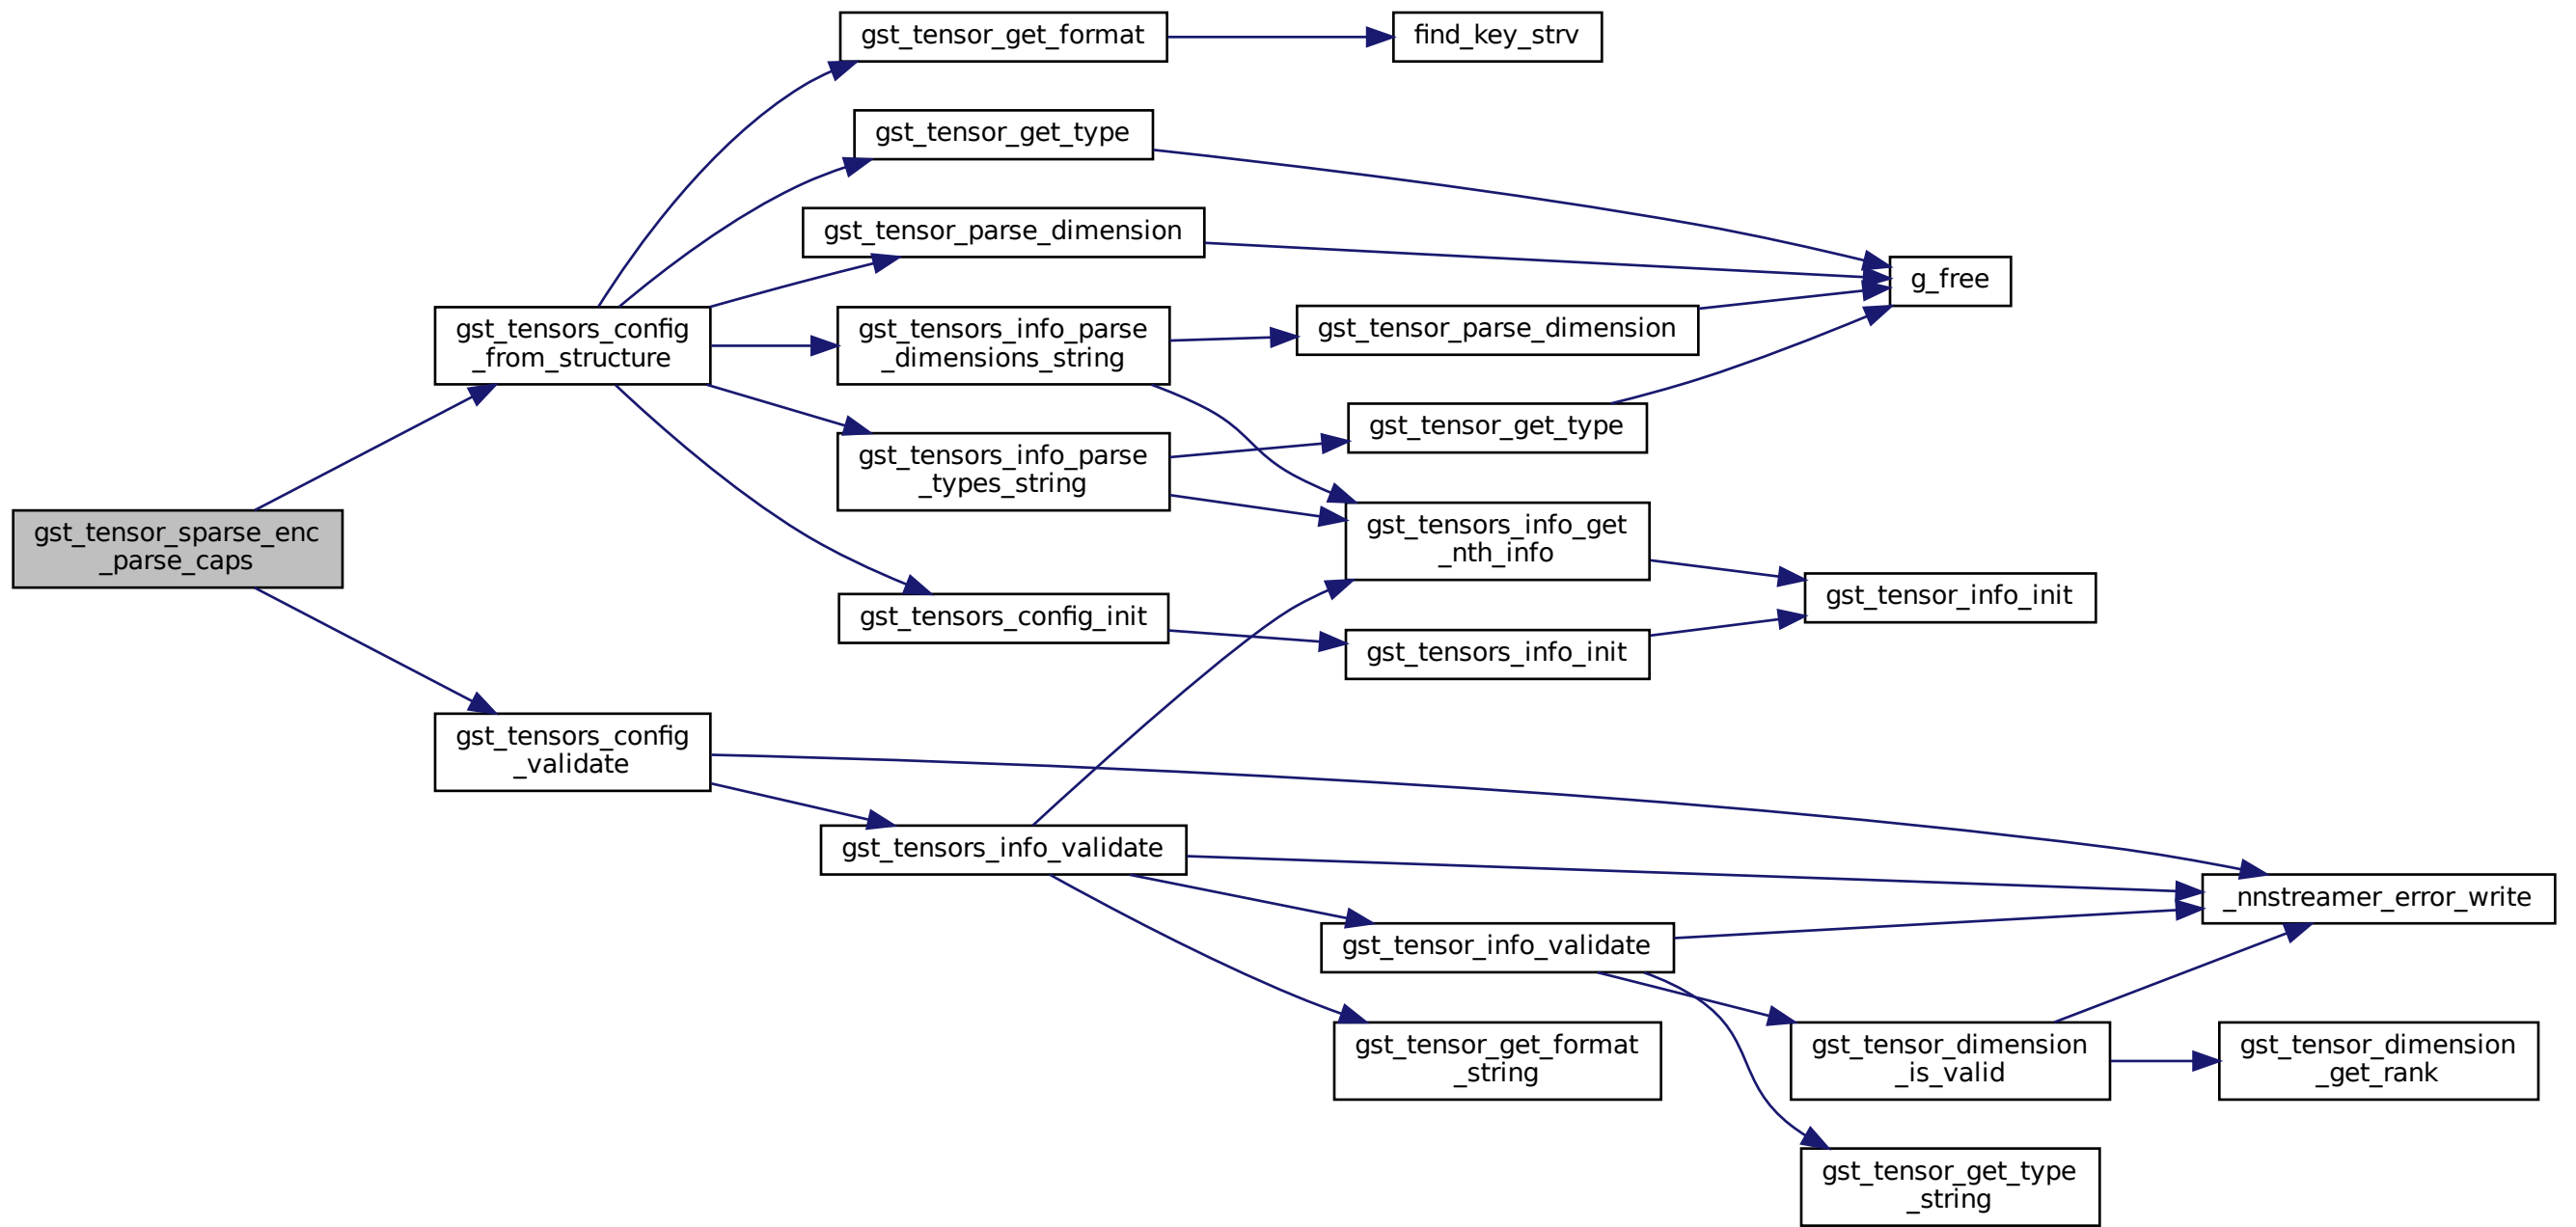 gst_tensor_get_format
find_key_strv
gst_tensor_get_type
gst_tensor_parse_dimension
g_free
gst_tensors_config
_from_structure
gst_tensors_info_parse
_dimensions_string
gst_tensor_parse_dimension
gst_tensor_get_type
gst_tensors_info_parse
_types_string
gst_tensor_sparse_enc
_parse_caps
gst_tensors_info_get
_nth_info
gst_tensor_info_init
gst_tensors_config_init
gst_tensors_info_init
gst_tensors_config
_validate
gst_tensors_info_validate
_nnstreamer_error_write
gst_tensor_info_validate
gst_tensor_get_format
_string
gst_tensor_dimension
_is_valid
gst_tensor_dimension
_get_rank
gst_tensor_get_type
_string